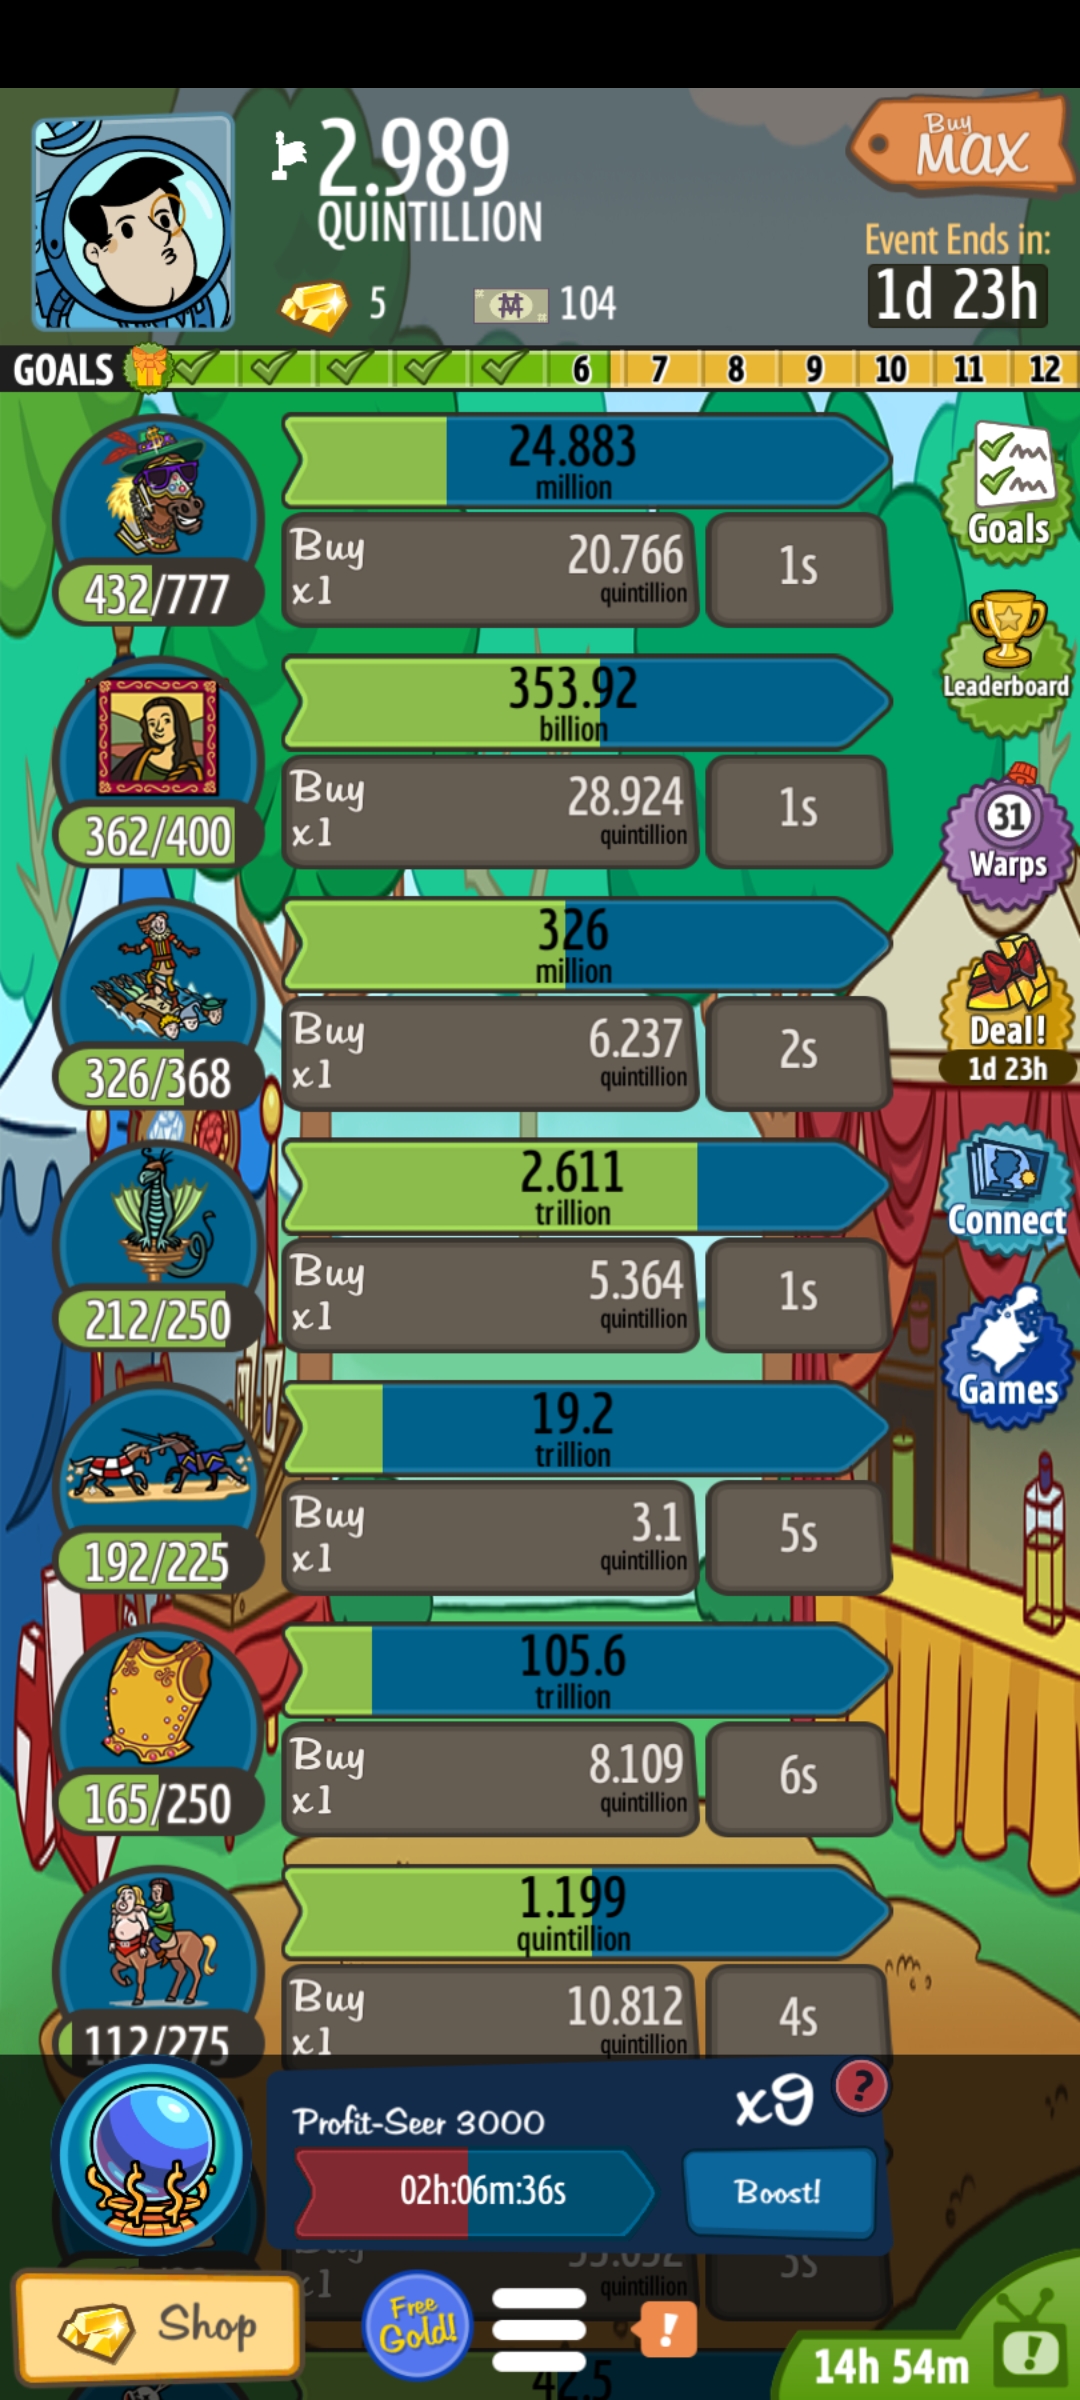 2.989
QUINTILLION
Buy
MAX
Event Ends in:
1d 23h
5
104
GOALS 6 7 8 9 10 11 12
24.883
million
Buy
x1
20.766
quintillion
1s
432/777
Goals
Leaderboard
353.92
billion
Buy
x1
28.924
quintillion
1s
362/400
31
Warps
326
million
Buy
x1
6.237
quintillion
2s
326/368
Deal!
1d 23h
2.611
trillion
Buy
x1
5.364
quintillion
1s
212/250
Connect
Games
19.2
trillion
Buy
x1
3.1
quintillion
5s
192/225
105.6
trillion
Buy
x1
8.109
quintillion
6s
165/250
1.199
quintillion
Buy
x1
10.812
quintillion
4s
112/275
Profit-Seer 3000
x9
?
02h:06m:36s
Boost!
x1
quintillion
Shop
Free
Gold!
!
14h 54m
!
42.5